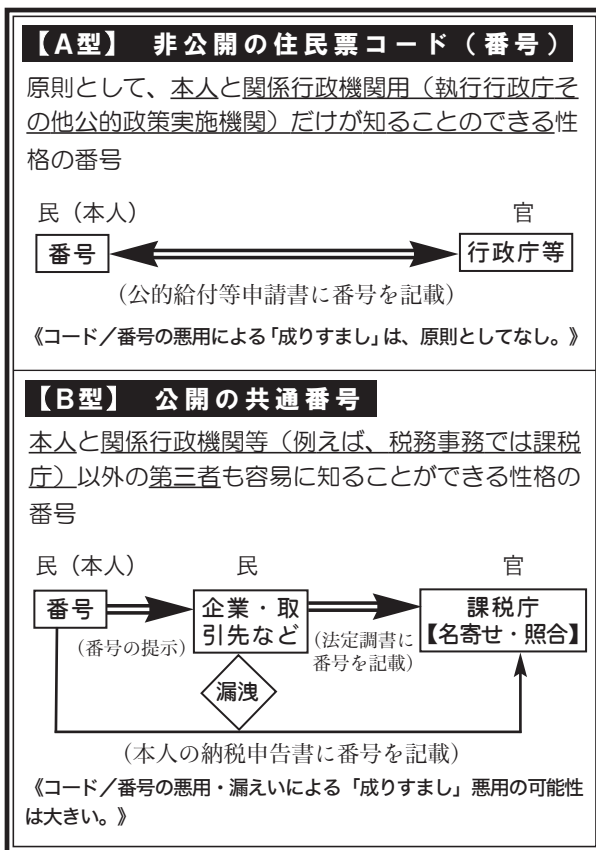 【A型】 非公開の住民票コード（番号）
原則として、本人と関係行政機関用（執行行政庁そ
の他公的政策実施機関）だけが知ることのできる性
格の番号
民（本人） 官
番号 行政庁等
（公的給付等申請書に番号を記載）
《コード／番号の悪用による「成りすまし」は、原則としてなし。》
【B型】 公開の共通番号
本人と関係行政機関等（例えば、税務事務では課税
庁）以外の第三者も容易に知ることができる性格の
番号
民（本人） 民 官
番号 企業・取 課税庁
引先など 【名寄せ・照合】
（番号の提示） （法定調書に
番号を記載）
漏洩
（本人の納税申告書に番号を記載）
《コード／番号の悪用・漏えいによる「成りすまし」悪用の可能性
は大きい。》